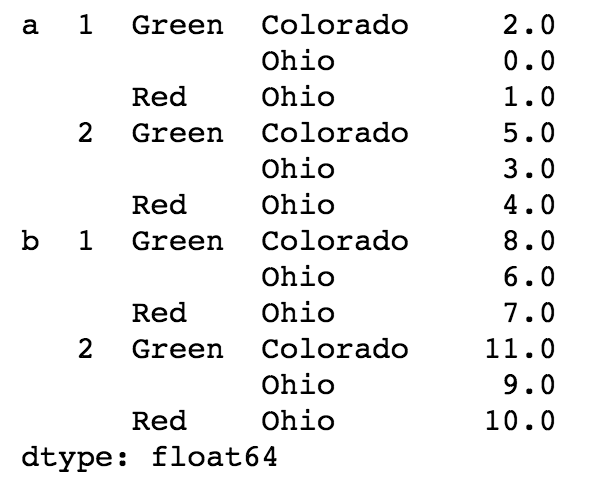 a  1  Green  Colorado     2.0
             Ohio         0.0
      Red    Ohio         1.0
   2  Green  Colorado     5.0
             Ohio         3.0
      Red    Ohio         4.0
b  1  Green  Colorado     8.0
             Ohio         6.0
      Red    Ohio         7.0
   2  Green  Colorado    11.0
             Ohio         9.0
      Red    Ohio        10.0
dtype: float64